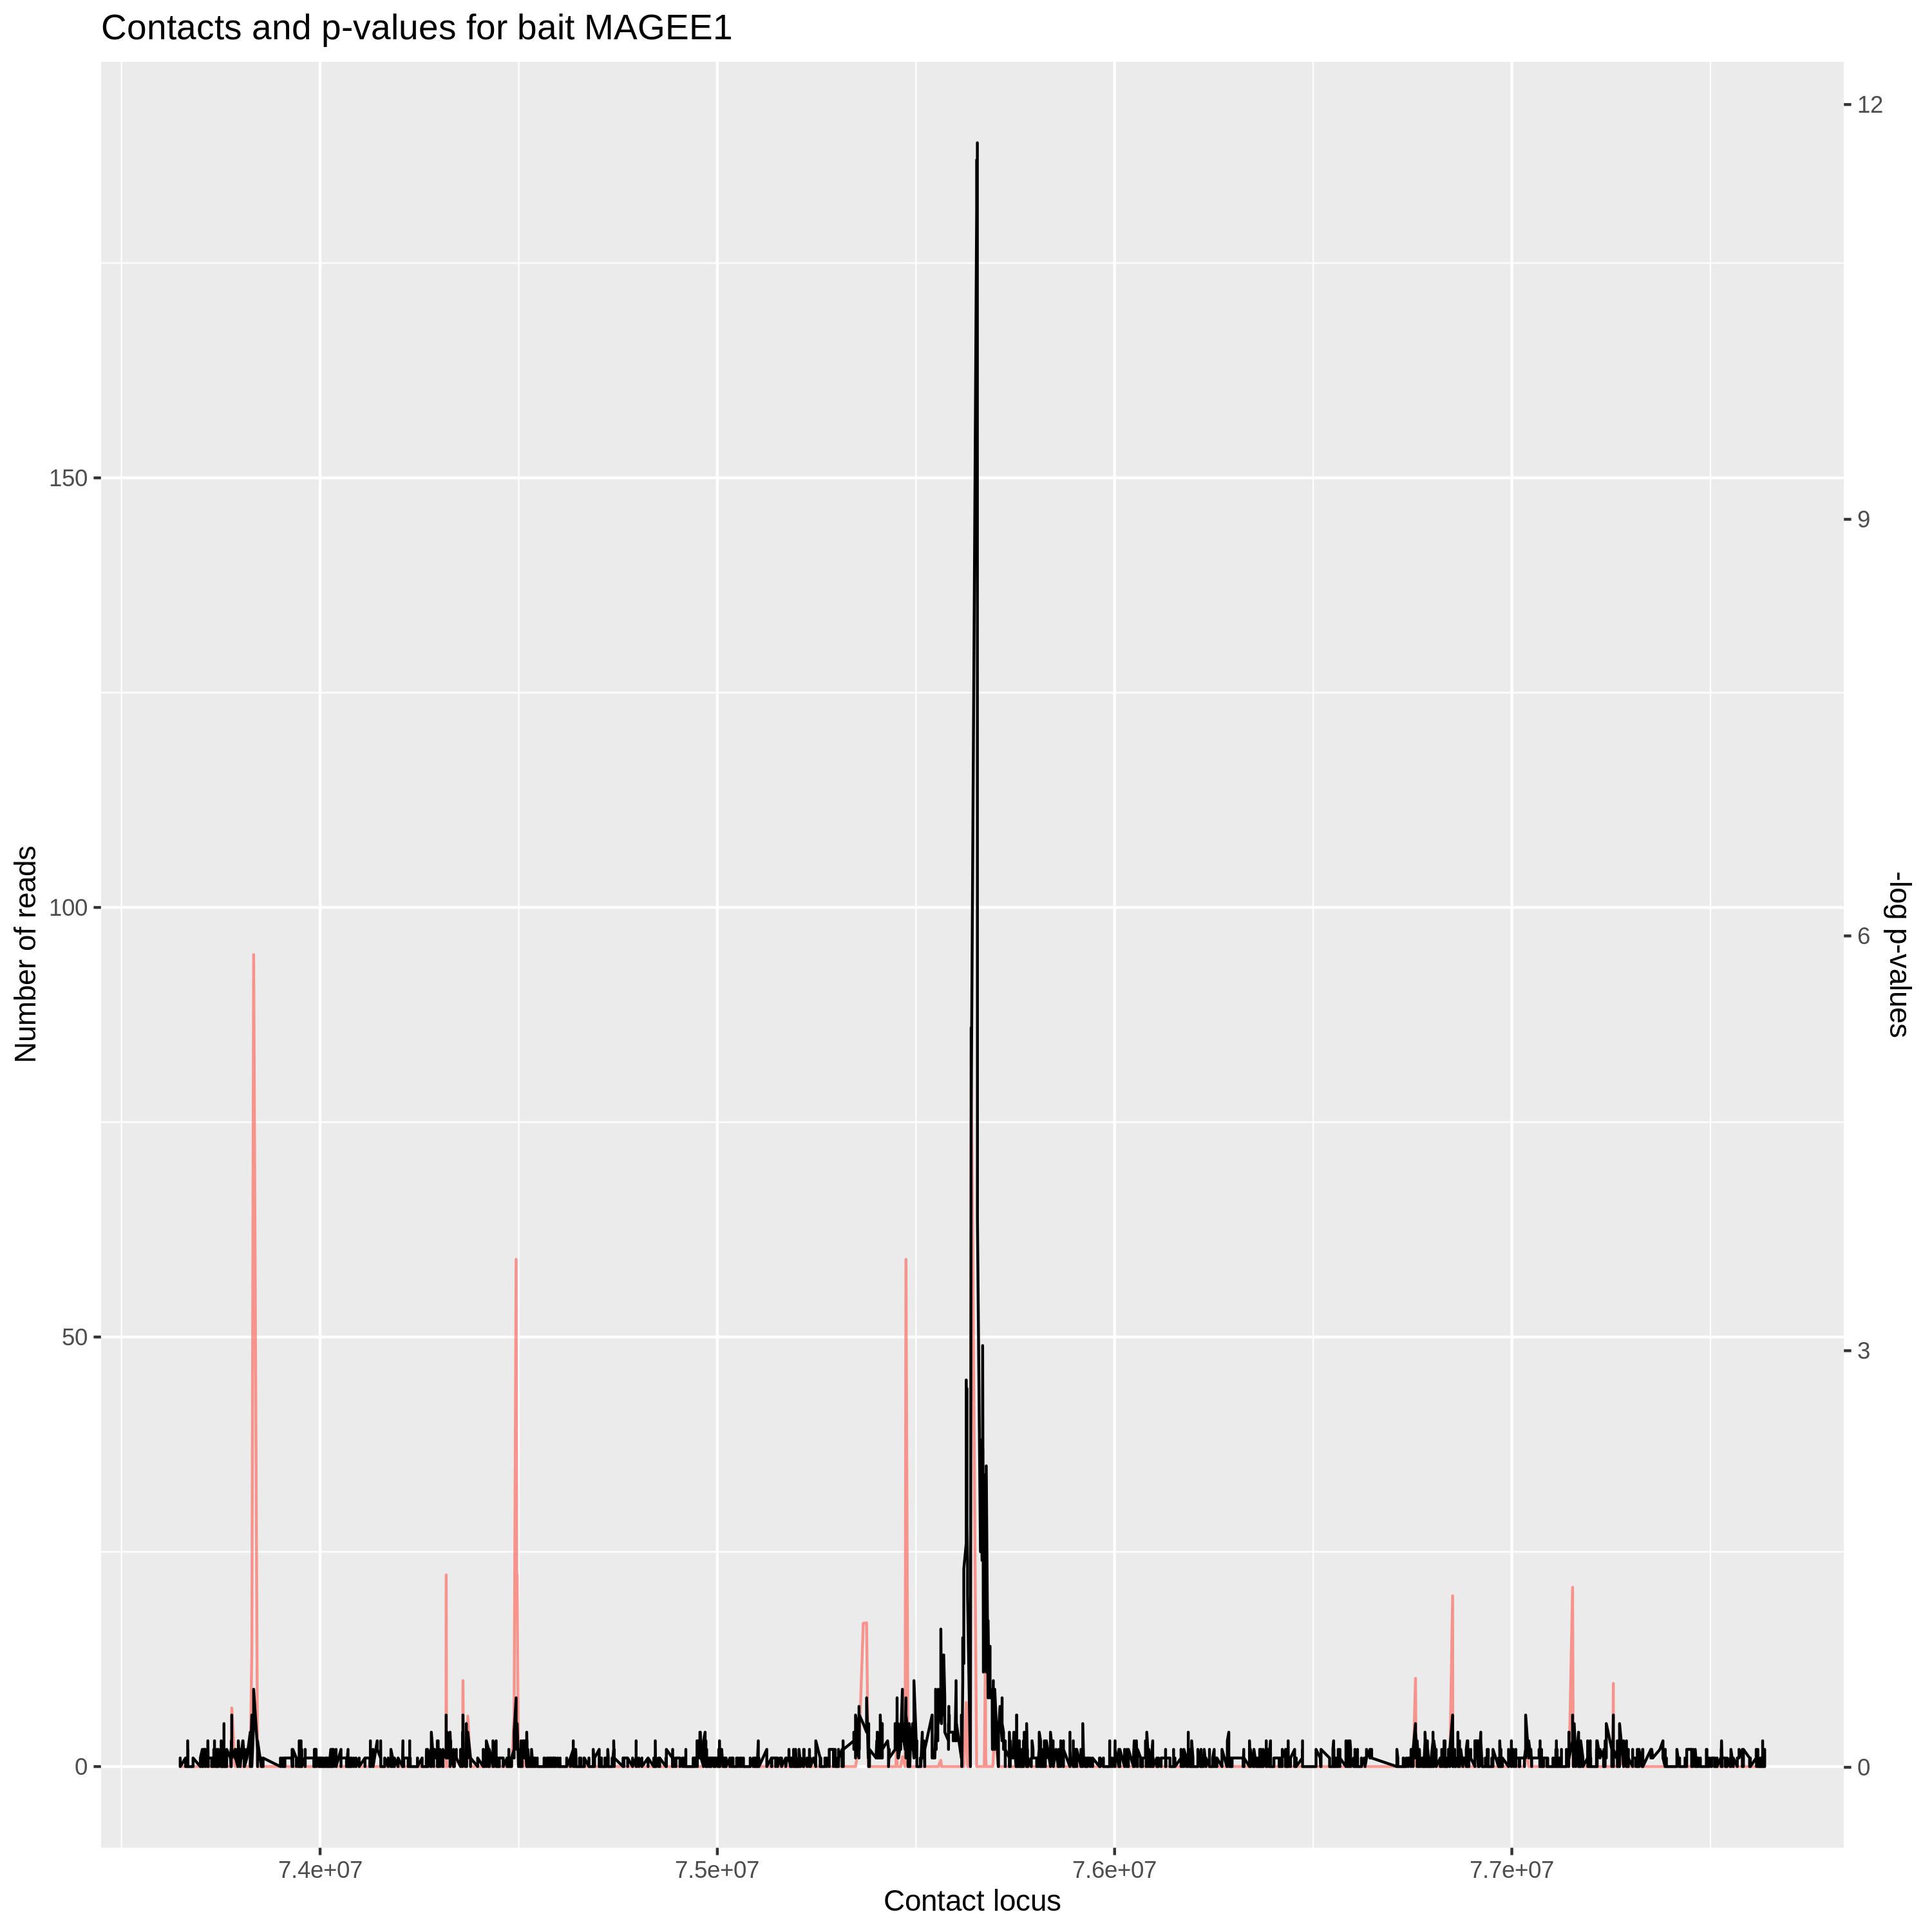 Contacts and p-values for bait MAGEE1
Number of reads
150
100
50
0
12
9
6
3
0
-log p-values
7.4e+07
7.5e+07
7.6e+07
7.7e+07
Contact locus